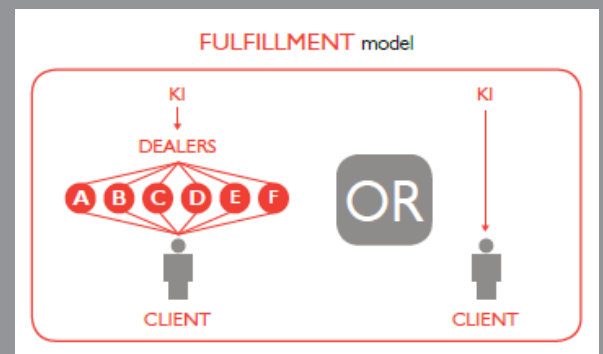 FULFILLMENT model
KI
DEALERS
A B C D E F
CLIENT
OR
KI
CLIENT